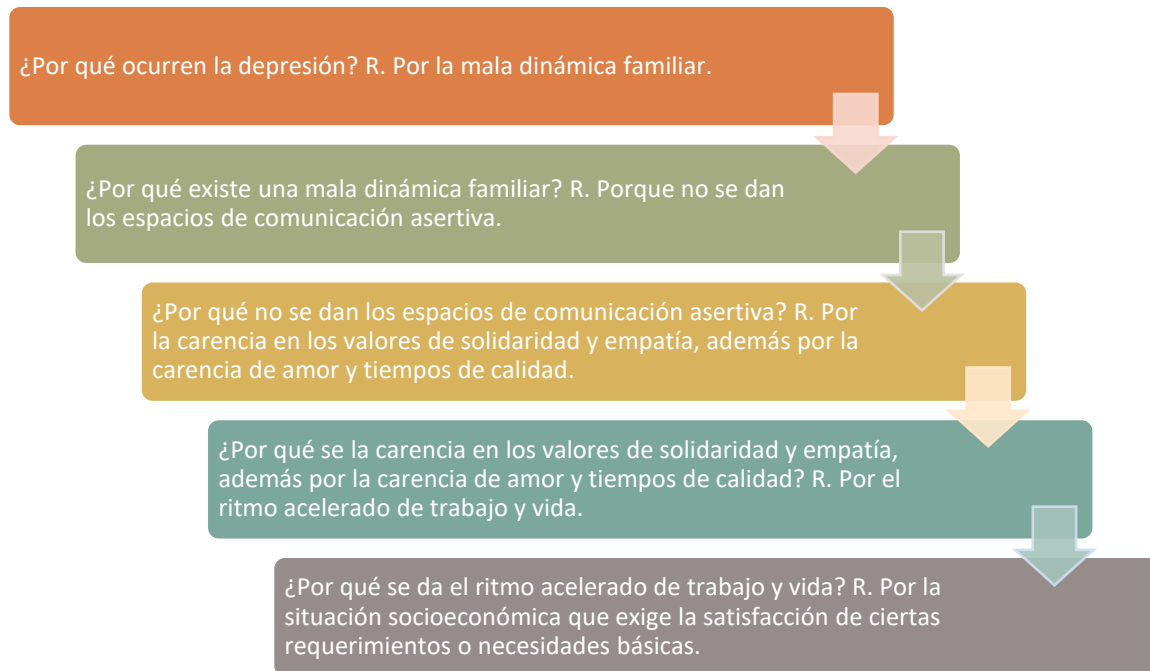 ¿Por qué ocurren la depresión? R. Por la mala dinámica familiar.
¿Por qué existe una mala dinámica familiar? R. Porque no se dan
los espacios de comunicación asertiva.
¿Por qué no se dan los espacios de comunicación asertiva? R. Por
la carencia en los valores de solidaridad y empatía, además por la
carencia de amor y tiempos de calidad.
¿Por qué se la carencia en los valores de solidaridad y empatía,
además por la carencia de amor y tiempos de calidad? R. Por el
ritmo acelerado de trabajo y vida.
¿Por qué se da el ritmo acelerado de trabajo y vida? R. Por la
situación socioeconómica que exige la satisfacción de ciertas
requerimientos o necesidades básicas.